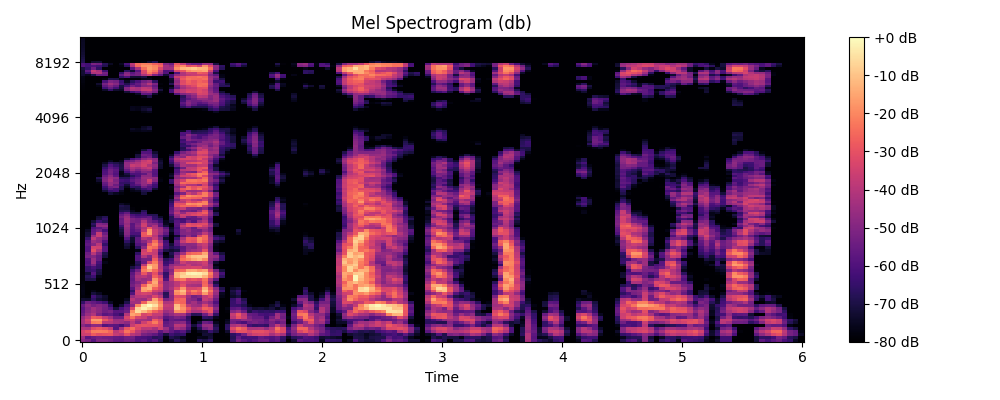 Mel Spectrogram (db)
8192
4096
2048
1024
512
0
Hz
0 1 2 3 4 5 6
Time
+0 dB
-10 dB
-20 dB
-30 dB
-40 dB
-50 dB
-60 dB
-70 dB
-80 dB